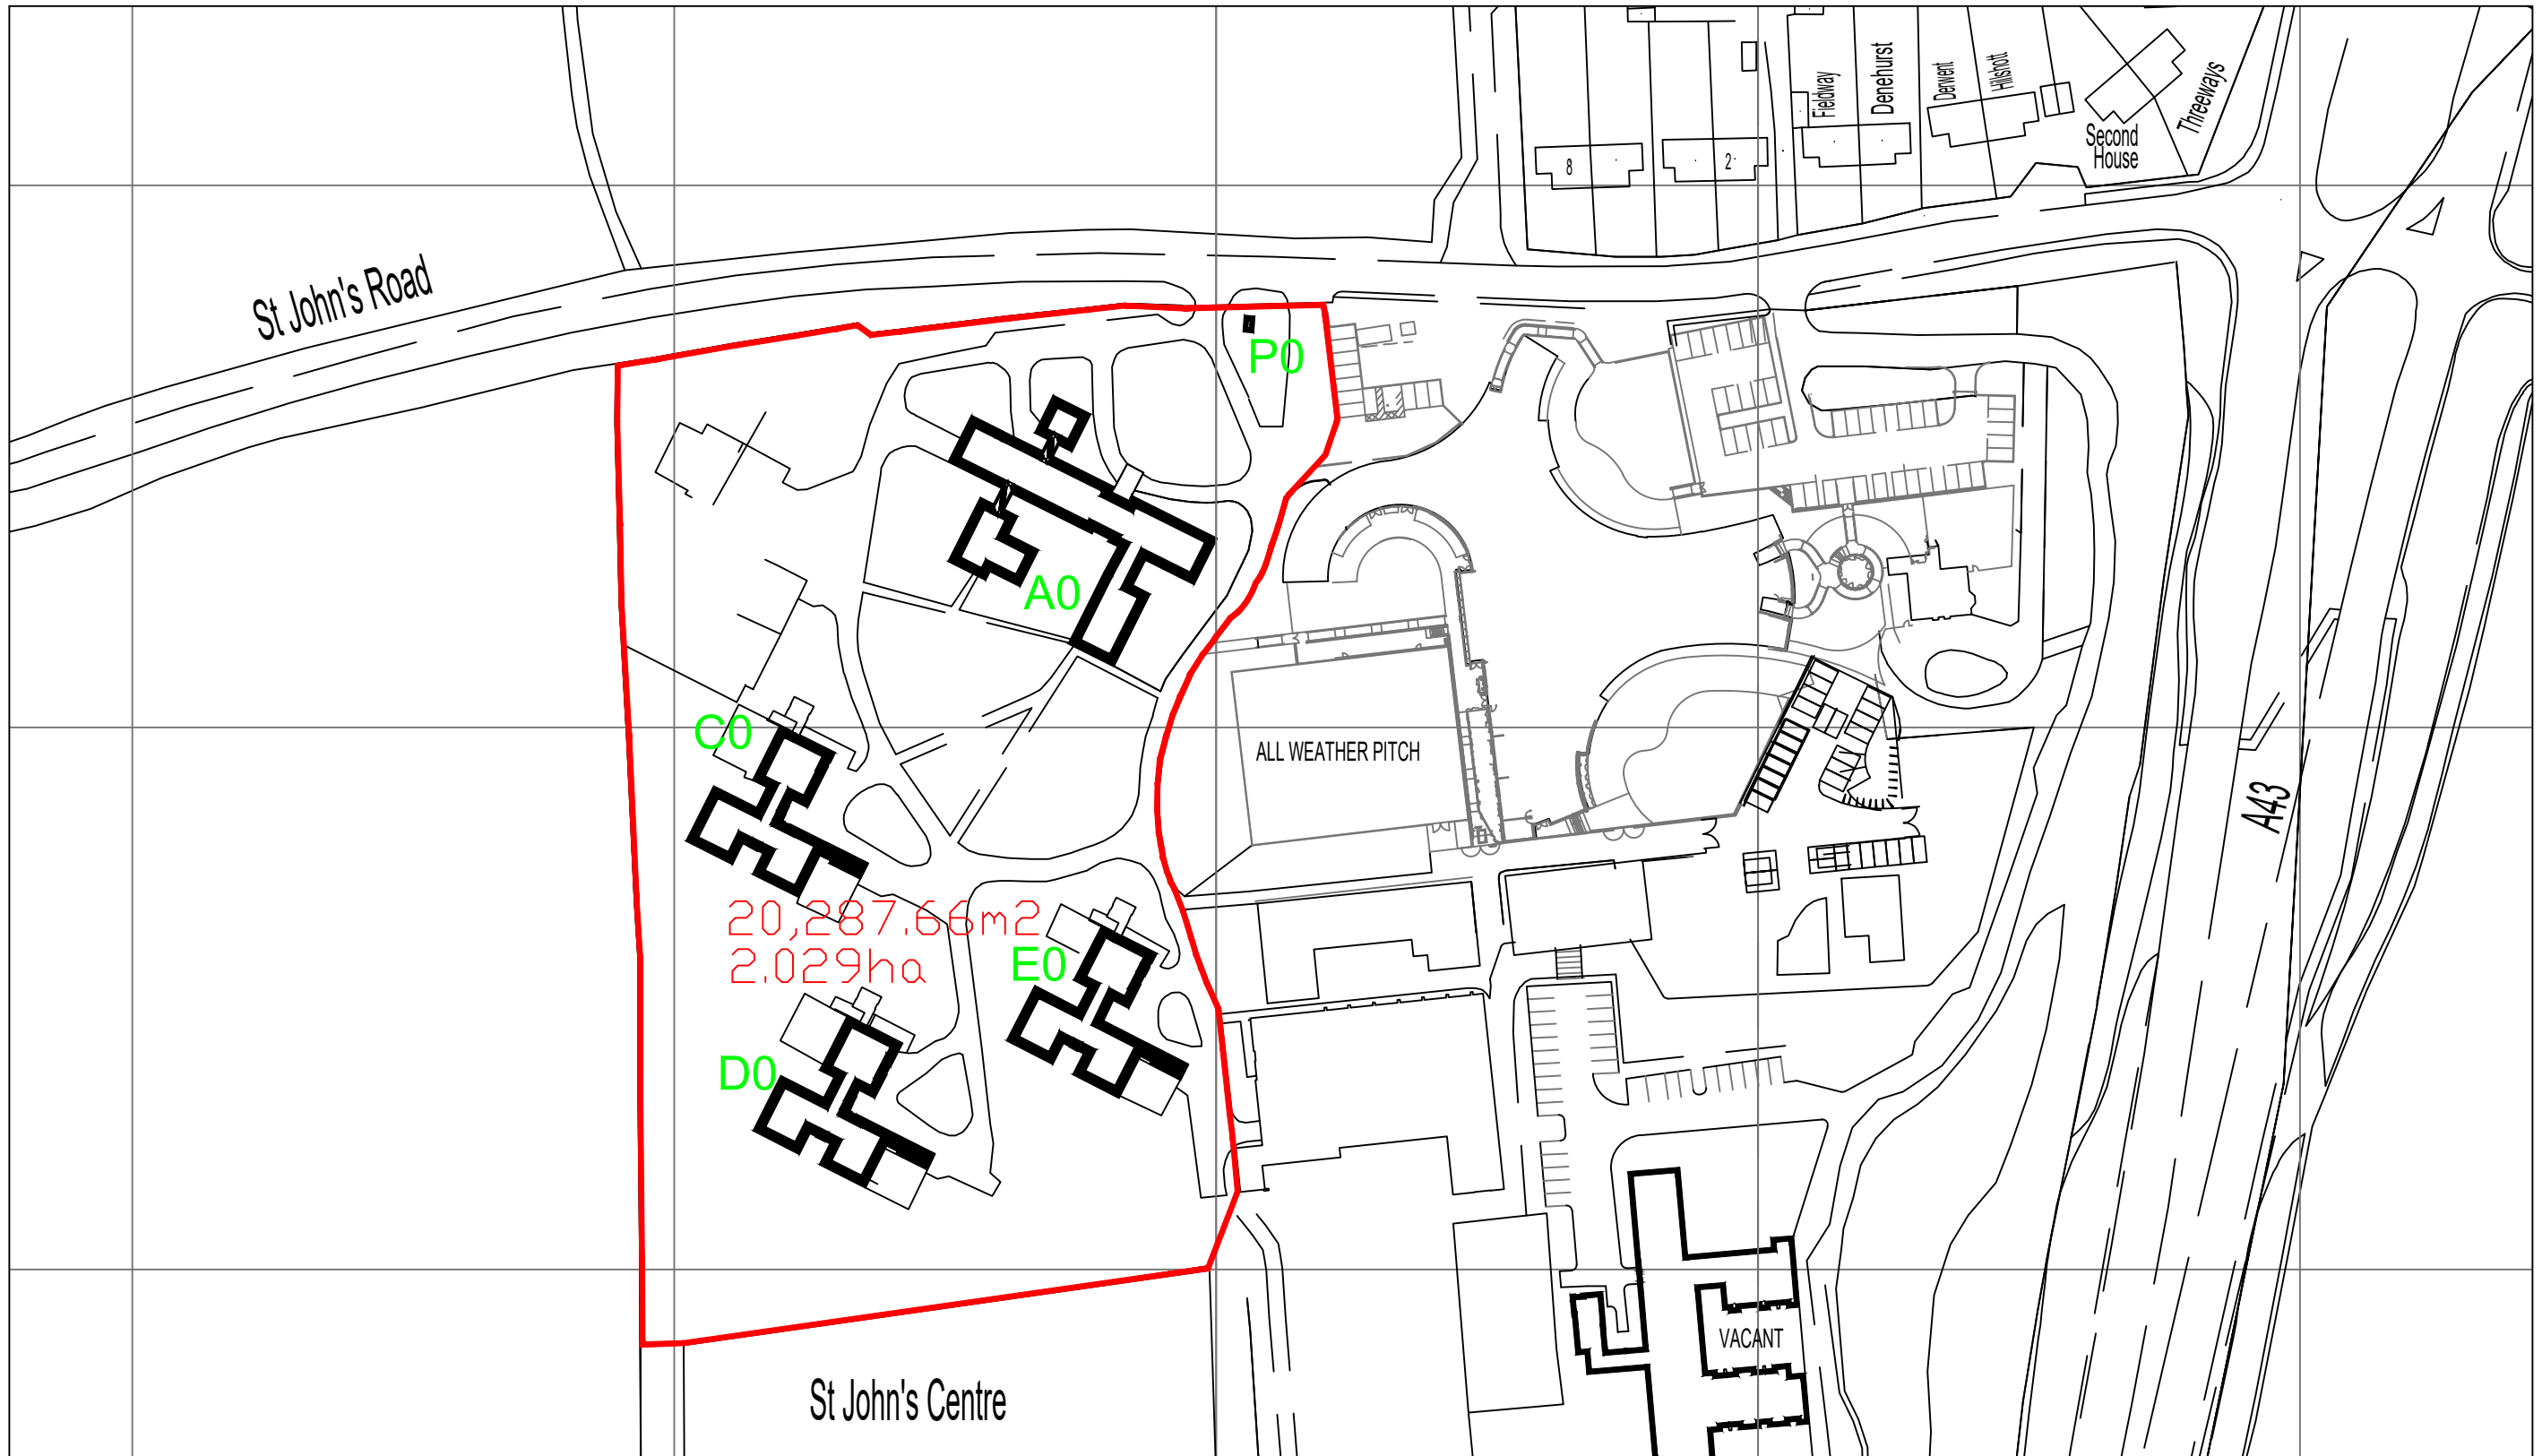 Fieldway
Denehurst
Derwent
Hillshott
Threeways
Second
House
8
2
St John's Road
P0
A0
C0
ALL WEATHER PITCH
A43
20,287.66m2
2.029ha
E0
D0
VACANT
St John's Centre